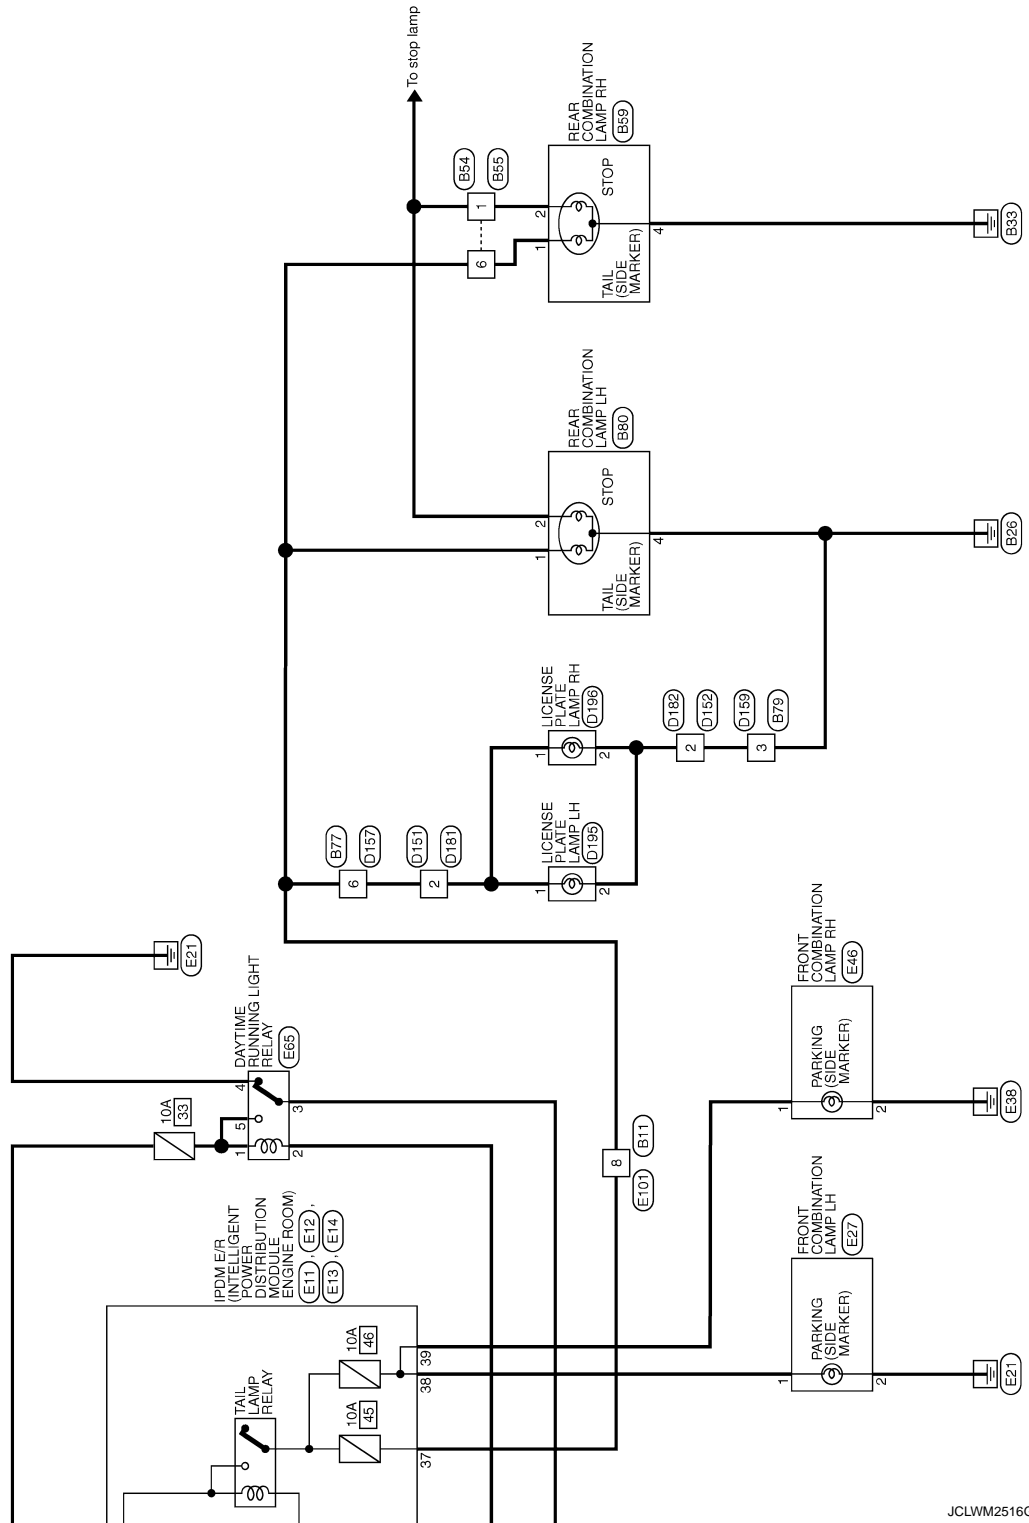 To stop lamp
REAR
COMBINATION
LAMP RH
B59
B54
B55
1
6
2
1
STOP
TAIL
(SIDE
MARKER)
4
B33
REAR
COMBINATION
LAMP LH
B80
2
1
STOP
TAIL
(SIDE
MARKER)
4
B26
LICENSE
PLATE
LAMP RH
D196
1
2
D182
D152
2
D159
B79
3
LICENSE
PLATE
LAMP LH
D195
1
2
B77
D157
6
D151
D181
2
E21
DAYTIME
RUNNING LIGHT
RELAY
E65
4
5
1
3
2
10A
33
FRONT
COMBINATION
LAMP RH
E46
PARKING
(SIDE
MARKER)
1
2
E38
8
B11
E101
FRONT
COMBINATION
LAMP LH
E27
PARKING
(SIDE
MARKER)
1
2
E21
IPDM E/R
(INTELLIGENT
POWER
DISTRIBUTION
MODULE
ENGINE ROOM)
E11 , E12 ,
E13 , E14
10A
46
39
38
10A
45
37
TAIL
LAMP
RELAY